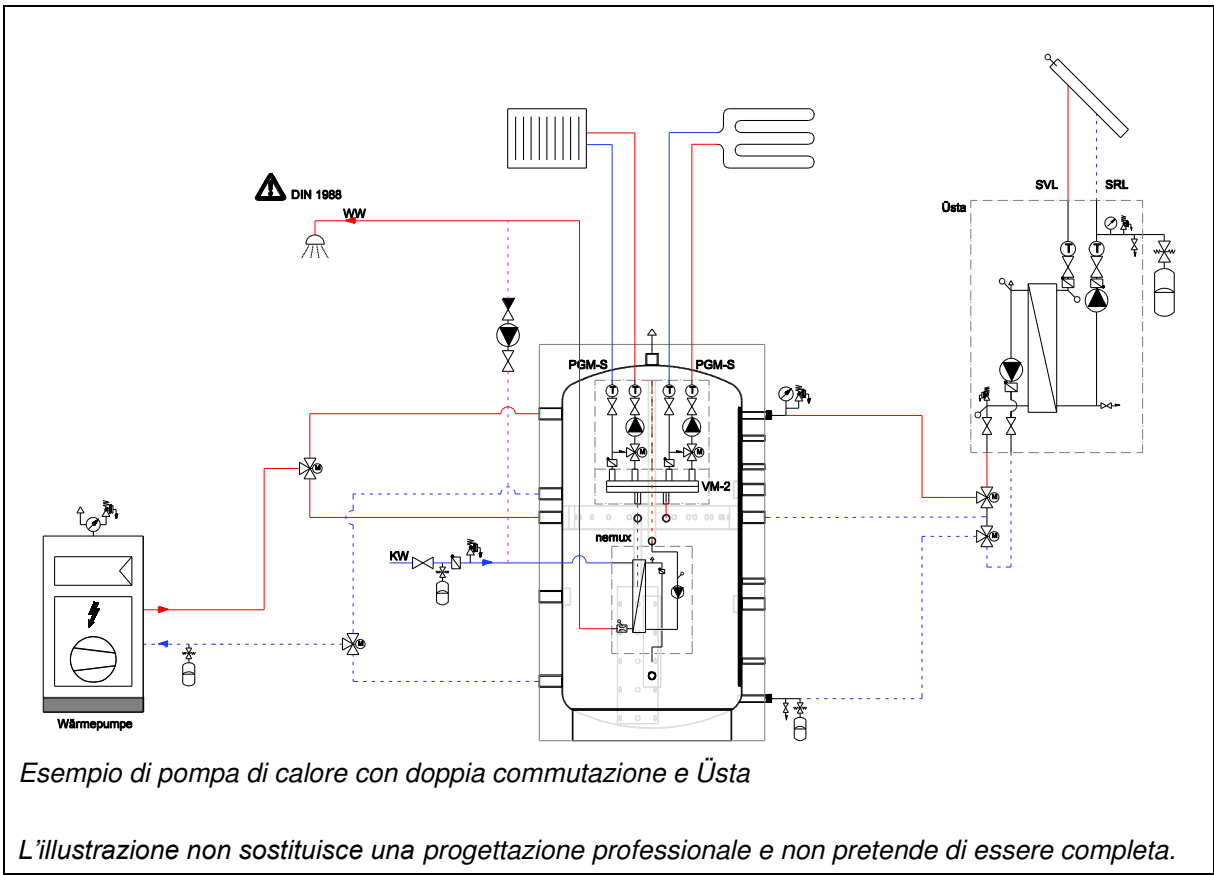 DIN 1988
WW
SVL
SRL
Üsta
T
T
PGM-S
PGM-S
T
T
T
T
M
M
M
VM-2
M
nemux
KW
M
M
Wärmepumpe
Esempio di pompa di calore con doppia commutazione e Üsta
L'illustrazione non sostituisce una progettazione professionale e non pretende di essere completa.